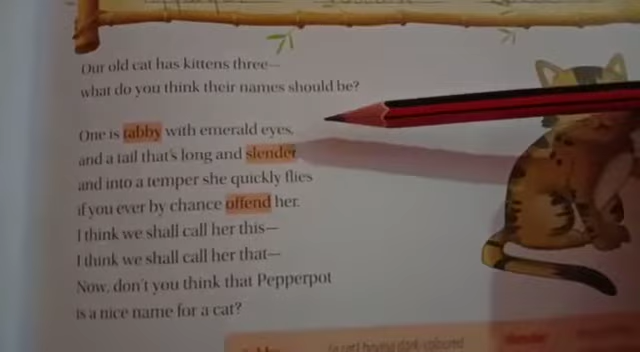 Our old cat has kittens three—
what do you think their names should be?
One is tabby with emerald eyes,
and a tail that's long and slender
and into a temper she quickly flies
if you ever by chance offend her.
I think we shall call her this—
I think we shall call her that—
Now, don't you think that Pepperpot
is a nice name for a cat?